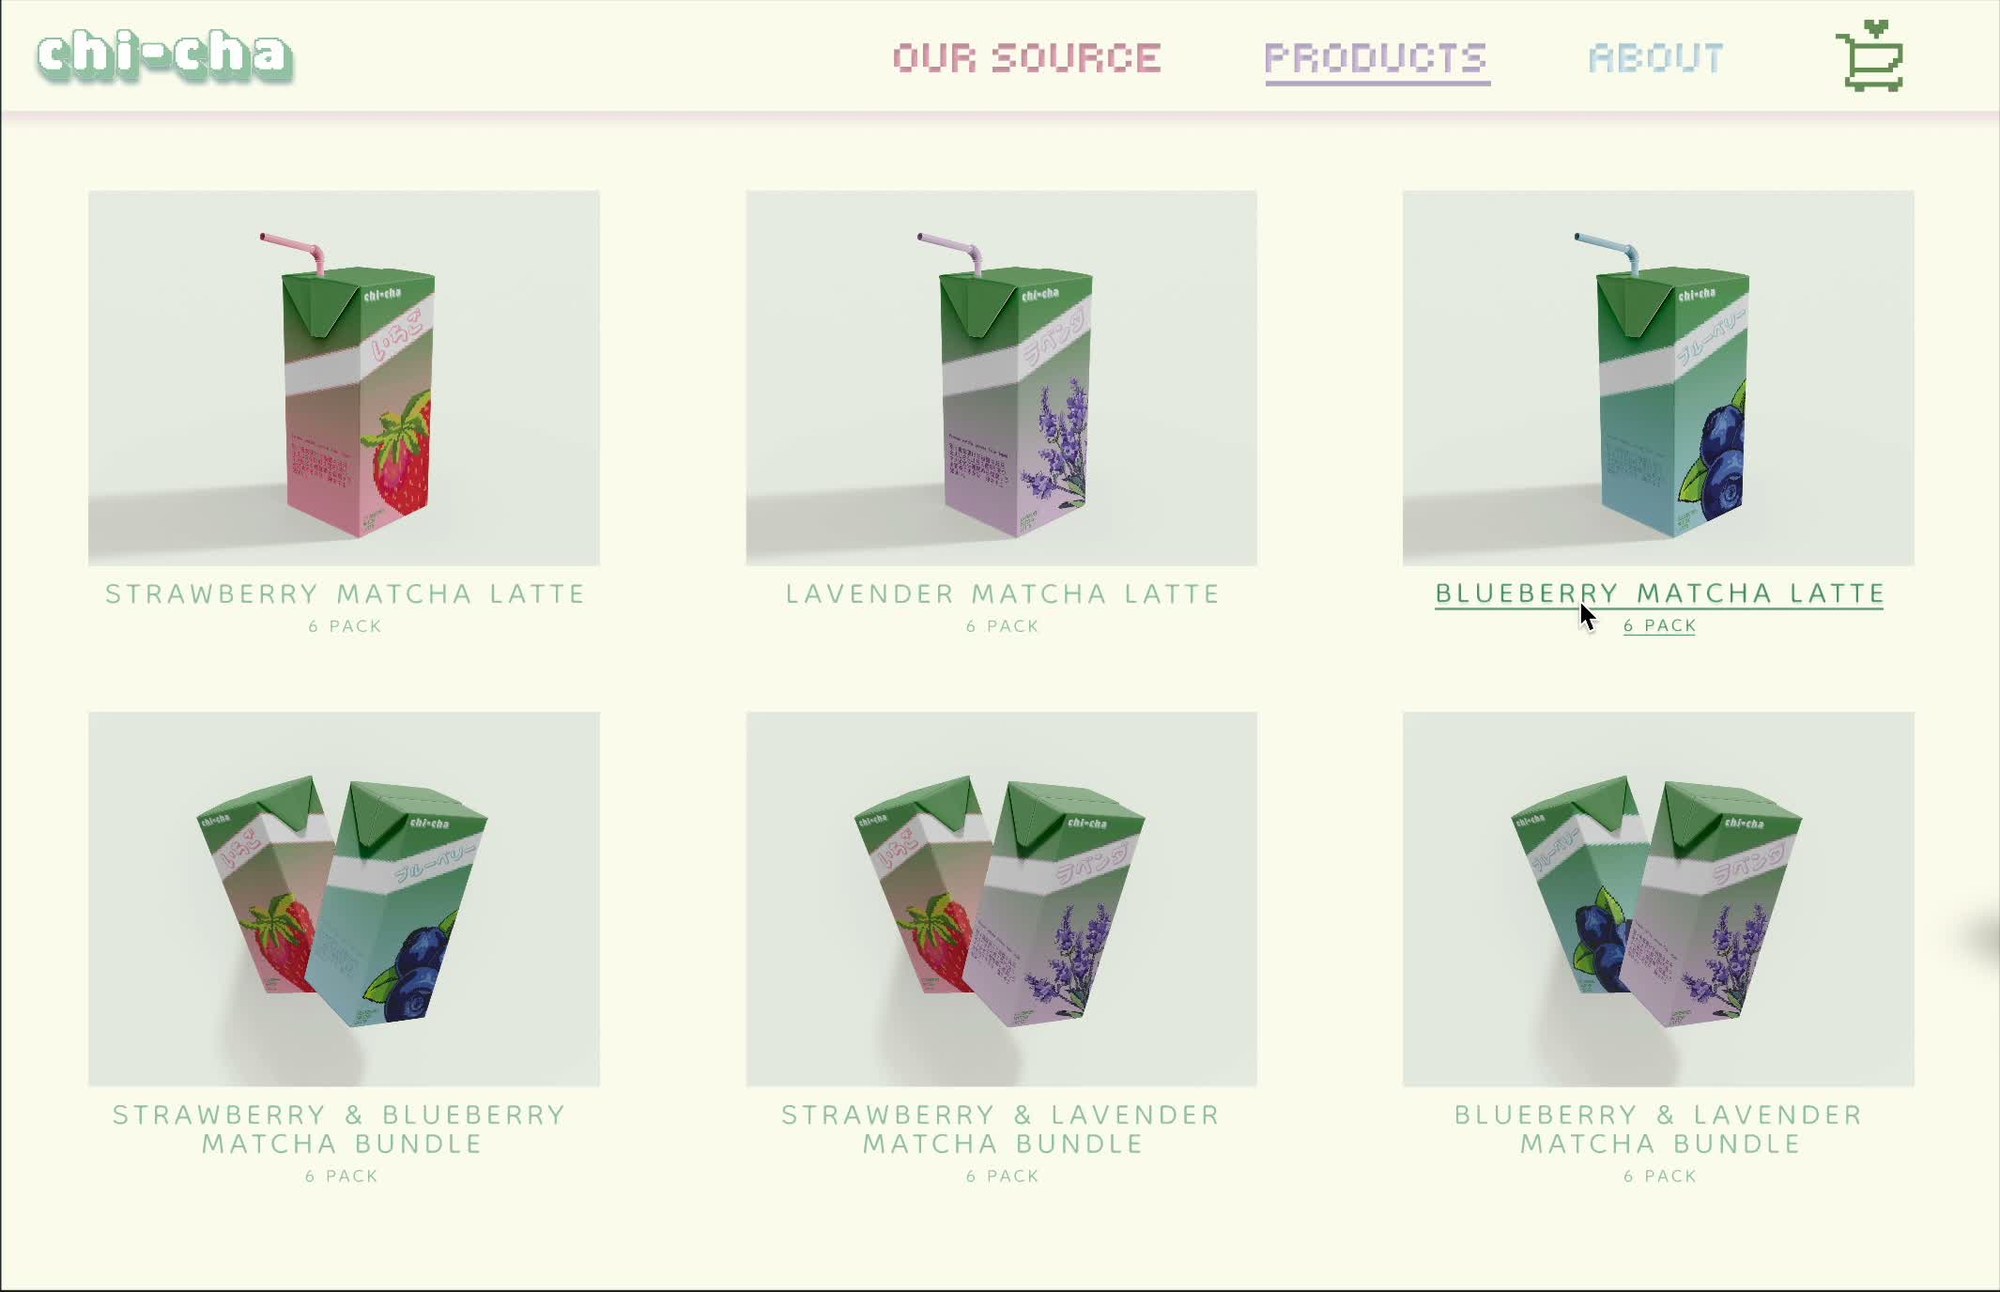 chi-cha
OUR SOURCE
PRODUCTS
ABOUT
chi-cha
いちご
chi-cha
ラベンダ
chi-cha
ブルーベリー
STRAWBERRY MATCHA LATTE
6 PACK
LAVENDER MATCHA LATTE
6 PACK
BLUEBERRY MATCHA LATTE
6 PACK
chi-cha
いちご
chi-cha
ブルーベリー
chi-cha
いちご
chi-cha
ラベンダ
chi-cha
ブルーベリー
chi-cha
ラベンダ
STRAWBERRY & BLUEBERRY
MATCHA BUNDLE
6 PACK
STRAWBERRY & LAVENDER
MATCHA BUNDLE
6 PACK
BLUEBERRY & LAVENDER
MATCHA BUNDLE
6 PACK